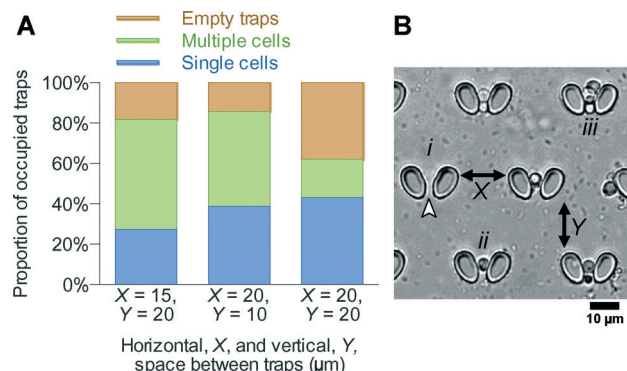 A
Empty traps
Multiple cells
Single cells
Proportion of occupied traps
100%
80%
60%
40%
20%
0%
X = 15, Y = 20
X = 20, Y = 10
X = 20, Y = 20
Horizontal, X, and vertical, Y,
space between traps (µm)
B
iii
i
X
Y
ii
10 µm